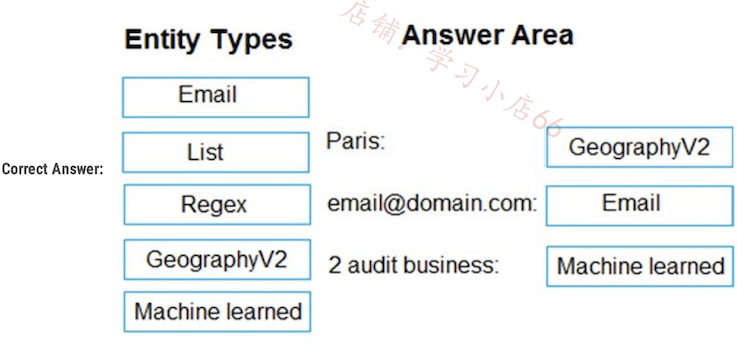 Entity Types
Answer Area
店铺：学习小店66
Email
List
Regex
GeographyV2
Machine learned
Correct Answer:
Paris:
GeographyV2
email@domain.com:
Email
2 audit business:
Machine learned